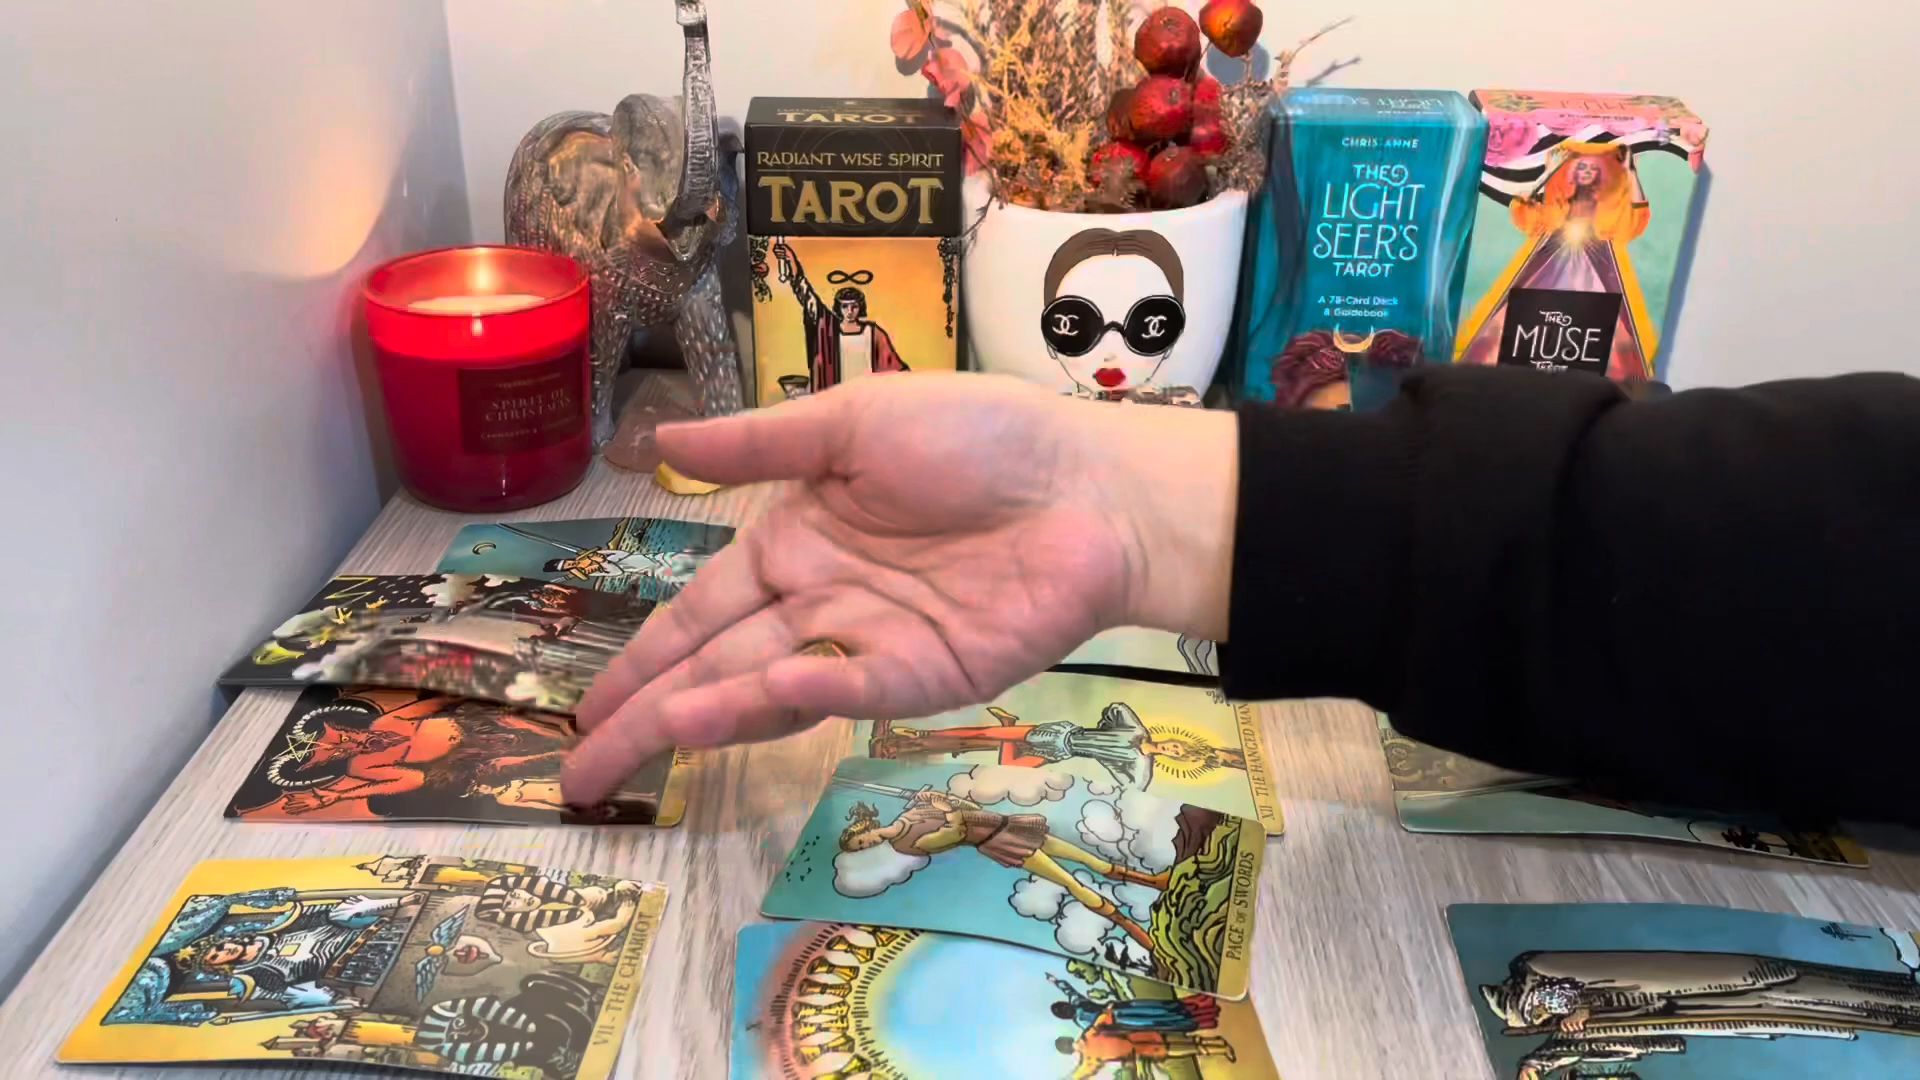 TAROT
RADIANT WISE SPIRIT
TAROT
CHRIS-ANNE
THE
LIGHT
SEER'S
TAROT
A 78-Card Deck
& Guidebook
THE
MUSE
SPIRIT OF
CHRISTMAS
XII - THE HANGED MAN
PAGE OF SWORDS
VII - THE CHARIOT